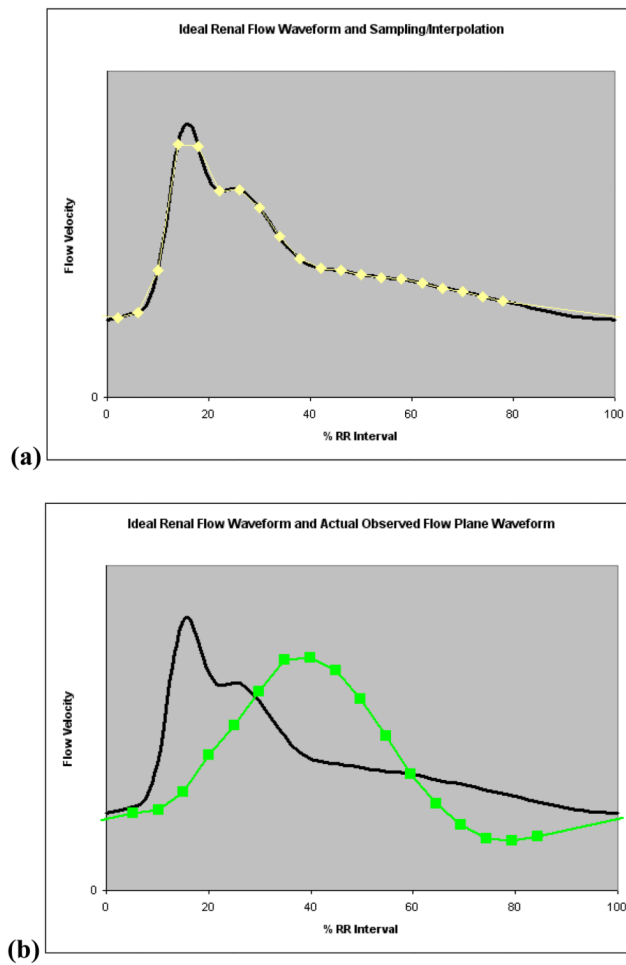 Ideal Renal Flow Waveform and Sampling/Interpolation
Flow Velocity
0
0 20 40 60 80 100
% RR Interval
(a)
Ideal Renal Flow Waveform and Actual Observed Flow Plane Waveform
Flow Velocity
0
0 20 40 60 80 100
% RR Interval
(b)